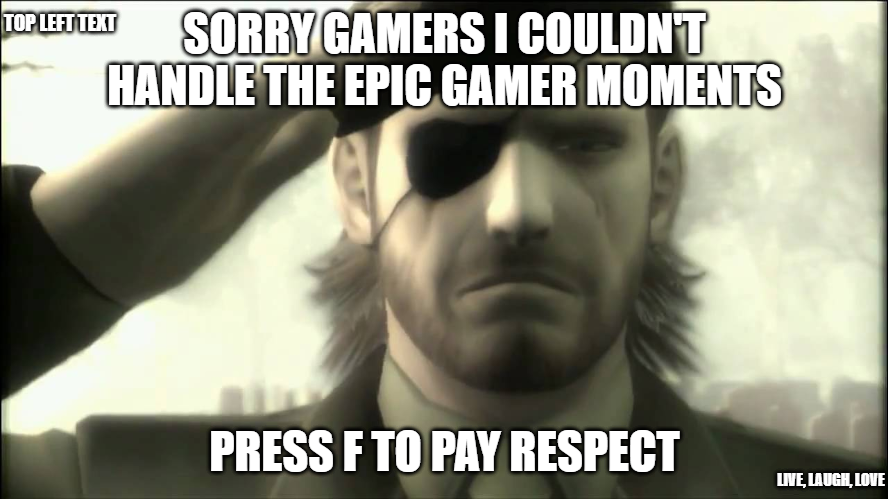 TOP LEFT TEXT
SORRY GAMERS I COULDN'T
HANDLE THE EPIC GAMER MOMENTS
PRESS F TO PAY RESPECT
LIVE, LAUGH, LOVE